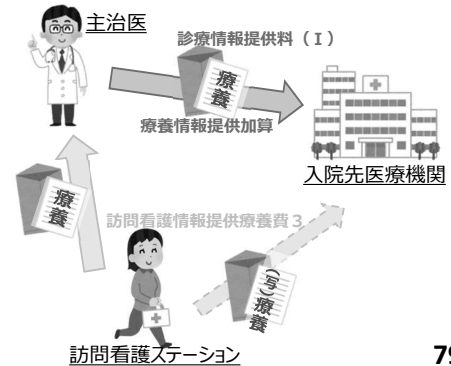 主治医
診療情報提供料（Ⅰ）
療養
療養情報提供加算
入院先医療機関
療養
訪問看護情報提供療養費３
（写）療養
訪問看護ステーション
79